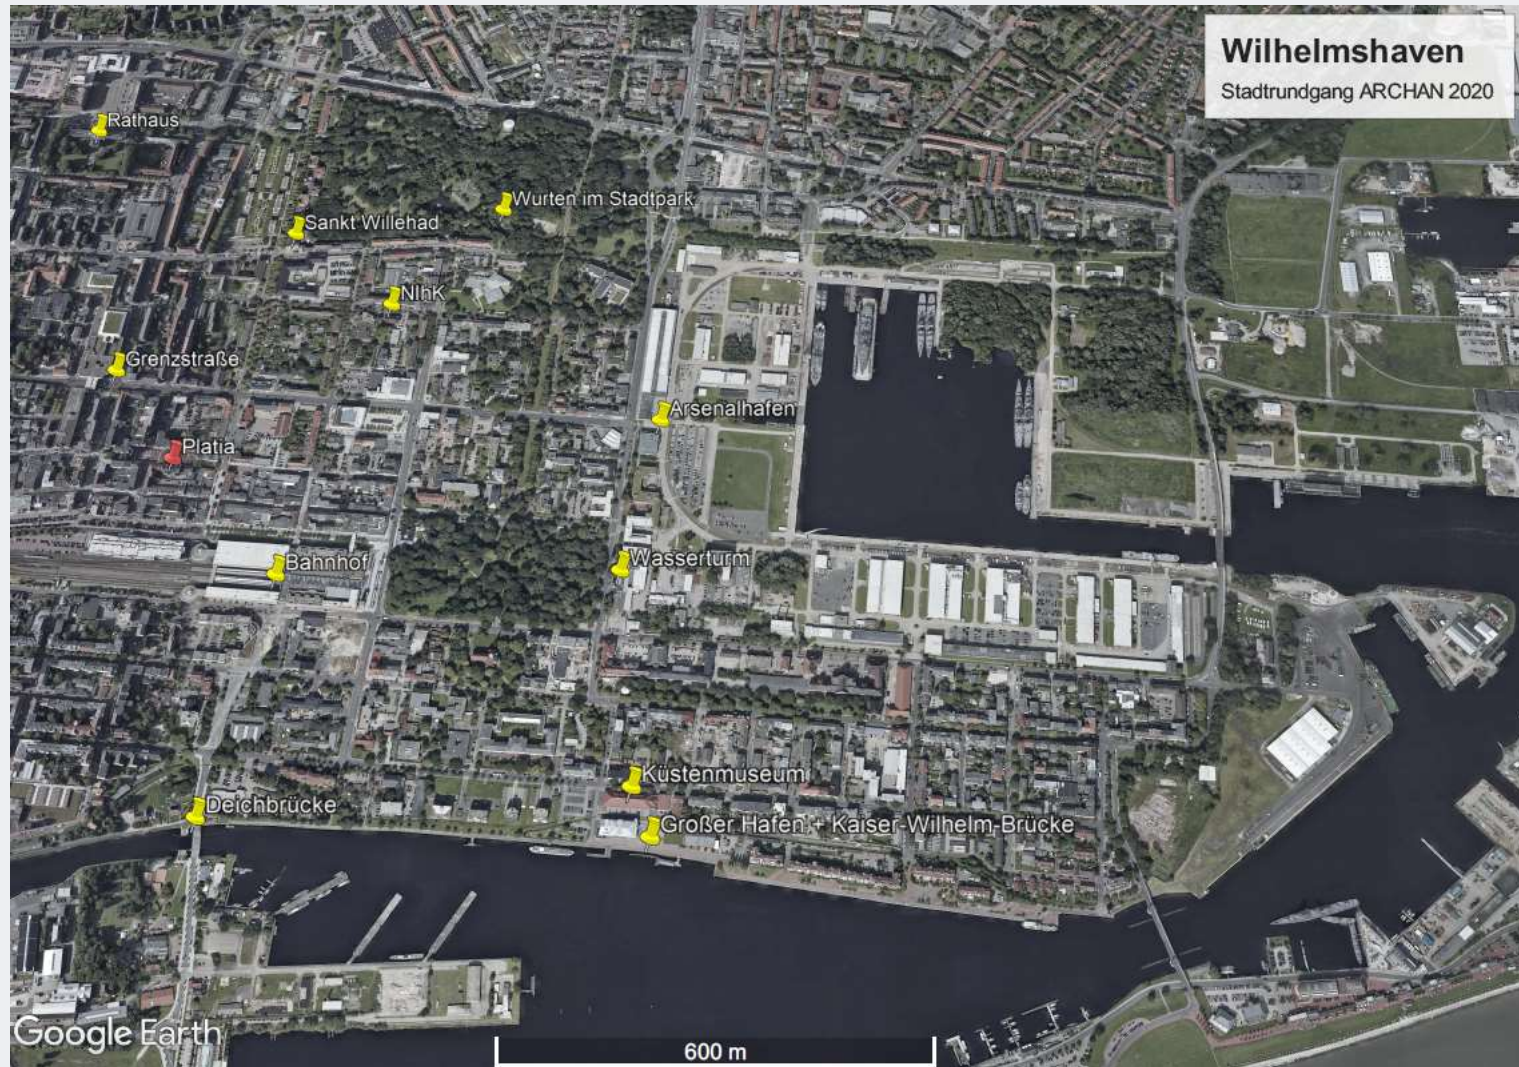 Wilhelmshaven
Stadtrundgang ARCHAN 2020
Rathaus
Wurten im Stadtpark
Sankt Willehad
NIhK
Grenzstraße
Arsenalhafen
Platia
Wasserturm
Bahnhof
Küstenmuseum
Deichbrücke
Großer Hafen + Kaiser-Wilhelm-Brücke
Google Earth
600 m